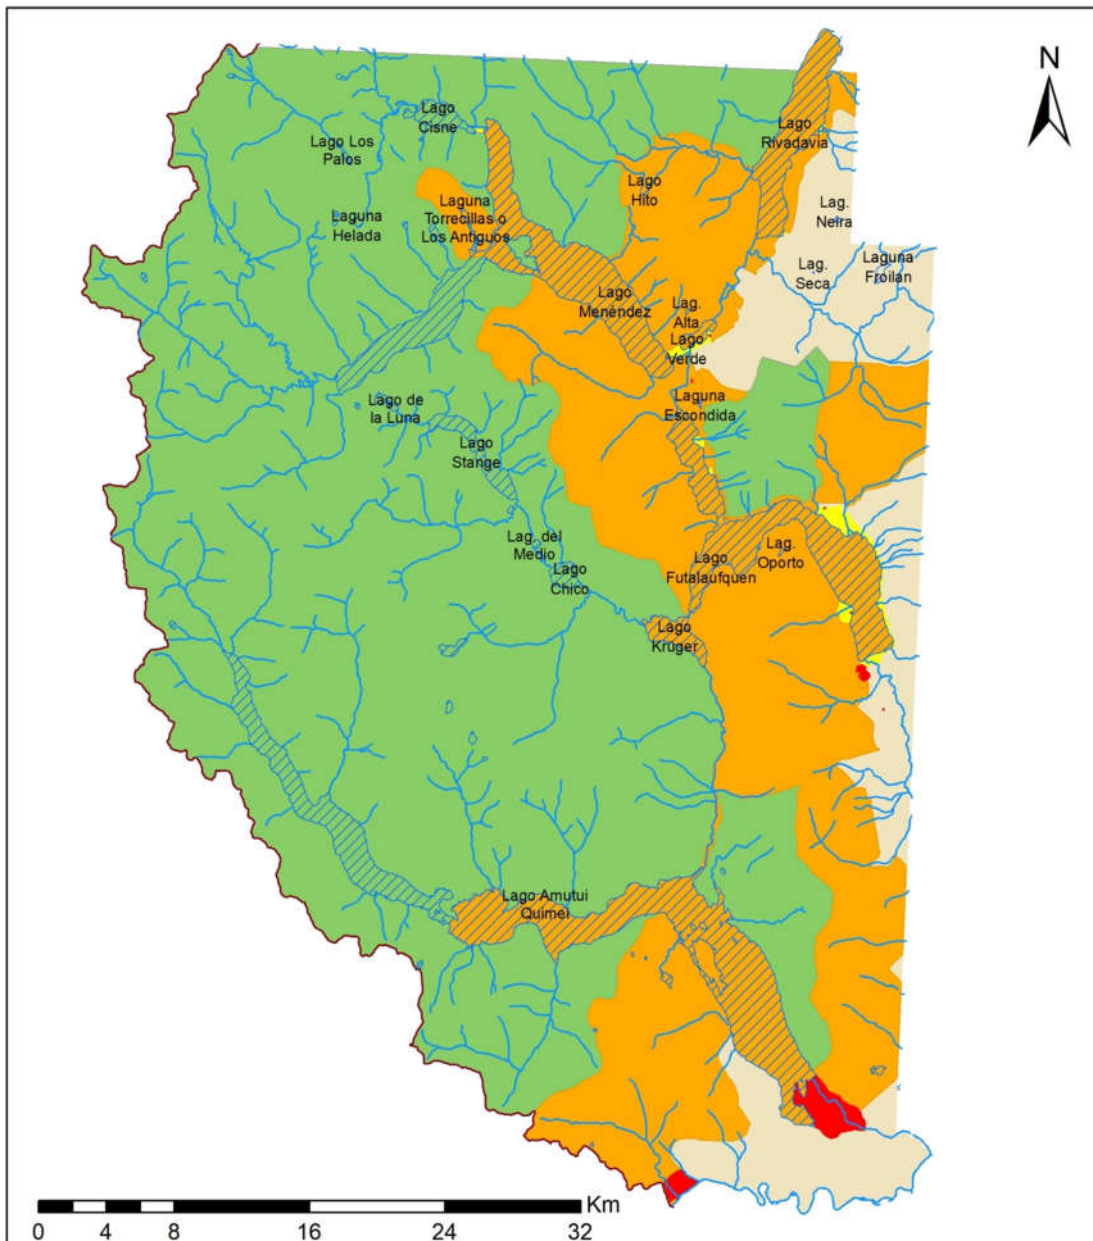 N
Lago
Cisne
Lago
Rivadavia
Lago Los
Palos
Lago
Hito
Laguna
Torrecillas o
Los Antiguos
Laguna
Helada
Lag.
Neira
Lag.
Seca
Laguna
Froilan
Lago
Menéndez
Lag.
Alta
Lago
Verde
Laguna
Escondida
Lago de
la Luna
Lago
Stange
Lag. del
Medio
Lago
Chico
Lago
Futalaufquen
Lag.
Oporto
Lago
Kruger
Lago Amutui
Quimei
Km
0 4 8 16 24 32